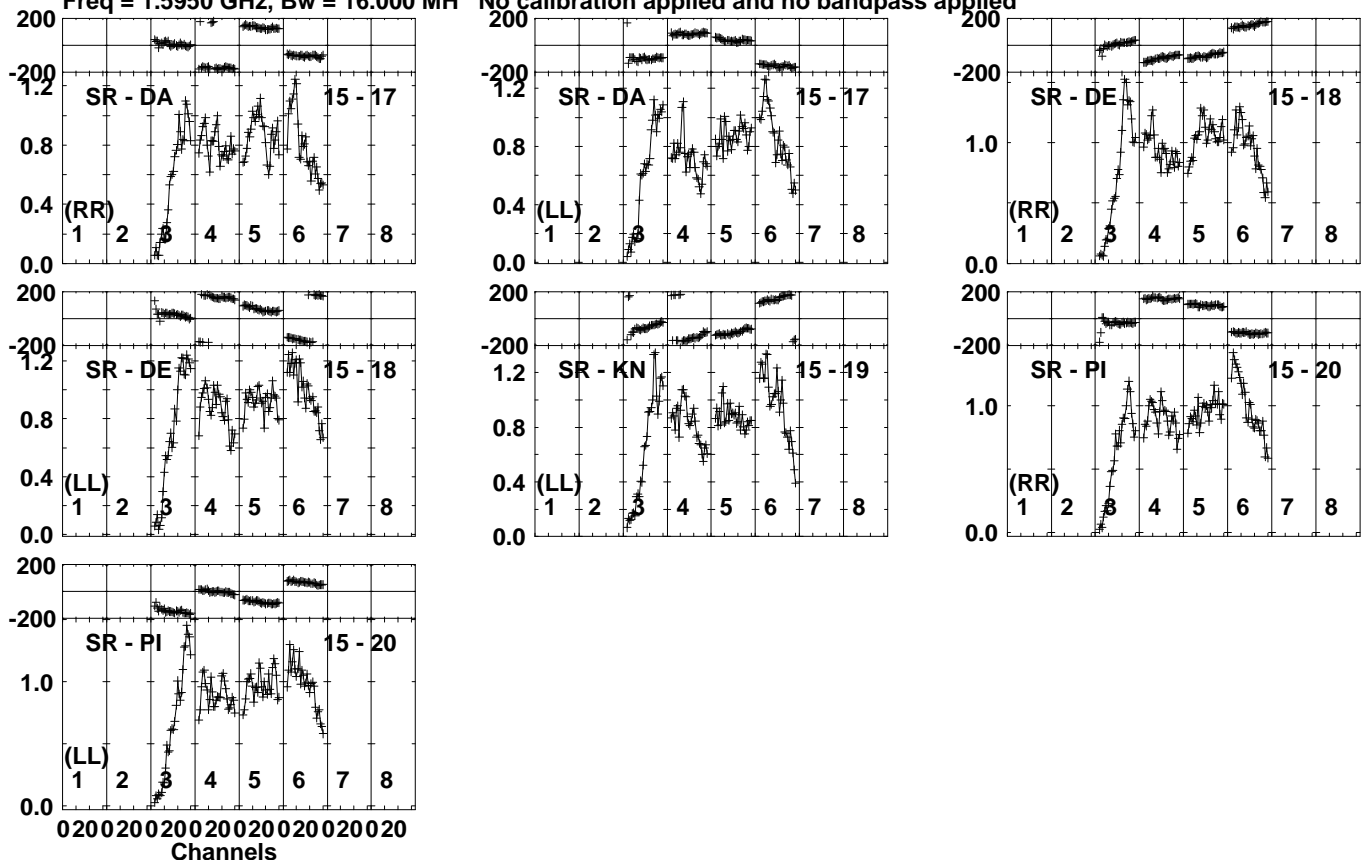 Freq = 1.5950 GHz, Bw = 16.000 MH No calibration applied and no bandpass applied
200
-200
1.2
0.8
0.4
0.0
SR - DA 15 - 17
(RR)
1 2 3 4 5 6 7 8
200
-200
1.2
0.8
0.4
0.0
SR - DA 15 - 17
(LL)
1 2 3 4 5 6 7 8
200
-200
1.0
0.0
SR - DE 15 - 18
(RR)
1 2 3 4 5 6 7 8
200
-200
1.2
0.8
0.4
0.0
SR - DE 15 - 18
(LL)
1 2 3 4 5 6 7 8
200
-200
1.2
0.8
0.4
0.0
SR - KN 15 - 19
(LL)
1 2 3 4 5 6 7 8
200
-200
1.0
0.0
SR - PI 15 - 20
(RR)
1 2 3 4 5 6 7 8
200
-200
1.0
0.0
SR - PI 15 - 20
(LL)
1 2 3 4 5 6 7 8
0 20 0 20 0 20 0 20 0 20 0 20 0 20 0 20
Channels